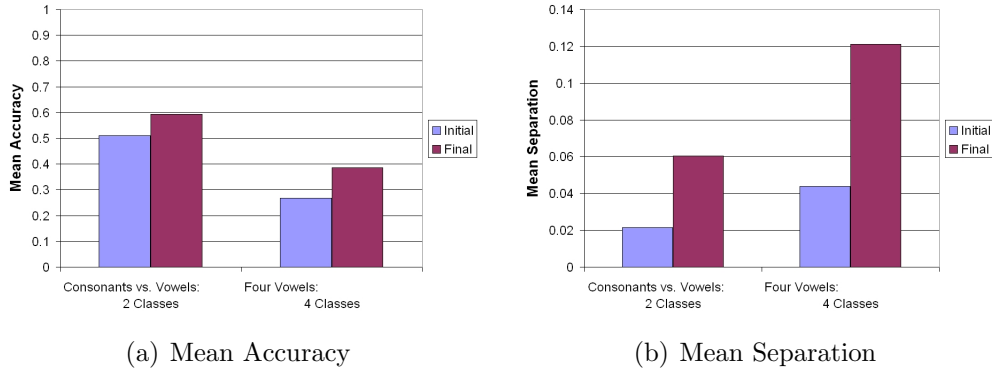 1
0.9
0.8
0.7
0.6
0.5
0.4
0.3
0.2
0.1
0
Mean Accuracy
Consonants vs. Vowels:
2 Classes
Four Vowels:
4 Classes
Initial
Final
(a) Mean Accuracy
0.14
0.12
0.1
0.08
0.06
0.04
0.02
0
Mean Separation
Consonants vs. Vowels:
2 Classes
Four Vowels:
4 Classes
Initial
Final
(b) Mean Separation